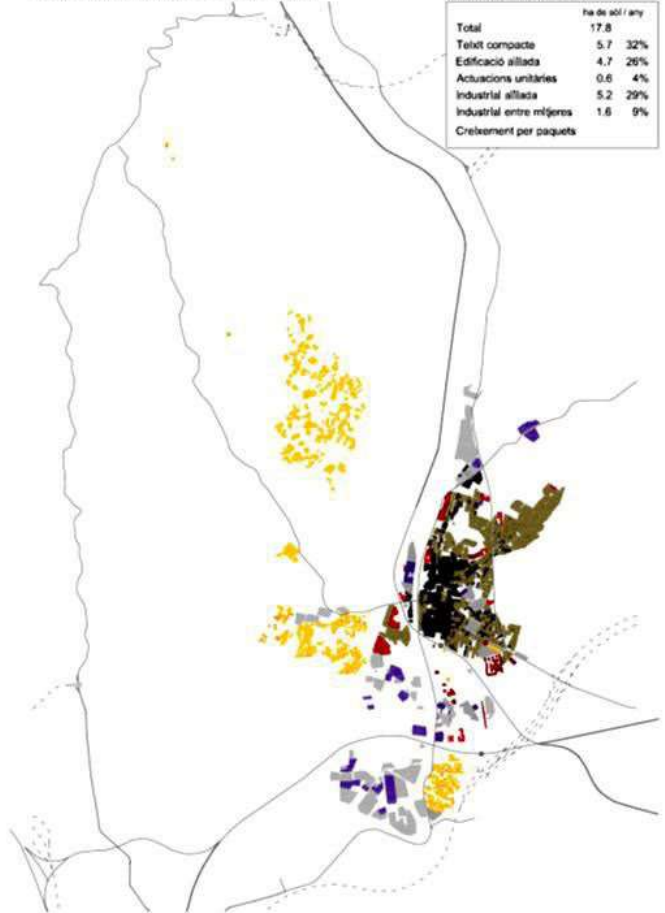 ha de sòl / any
Total 17.8
Teixit compacte 5.7 32%
Edificació aïllada 4.7 26%
Actuacions unitàries 0.6 4%
Industrial aïllada 5.2 29%
Industrial entre mitjeres 1.6 9%
Creixement per paquets